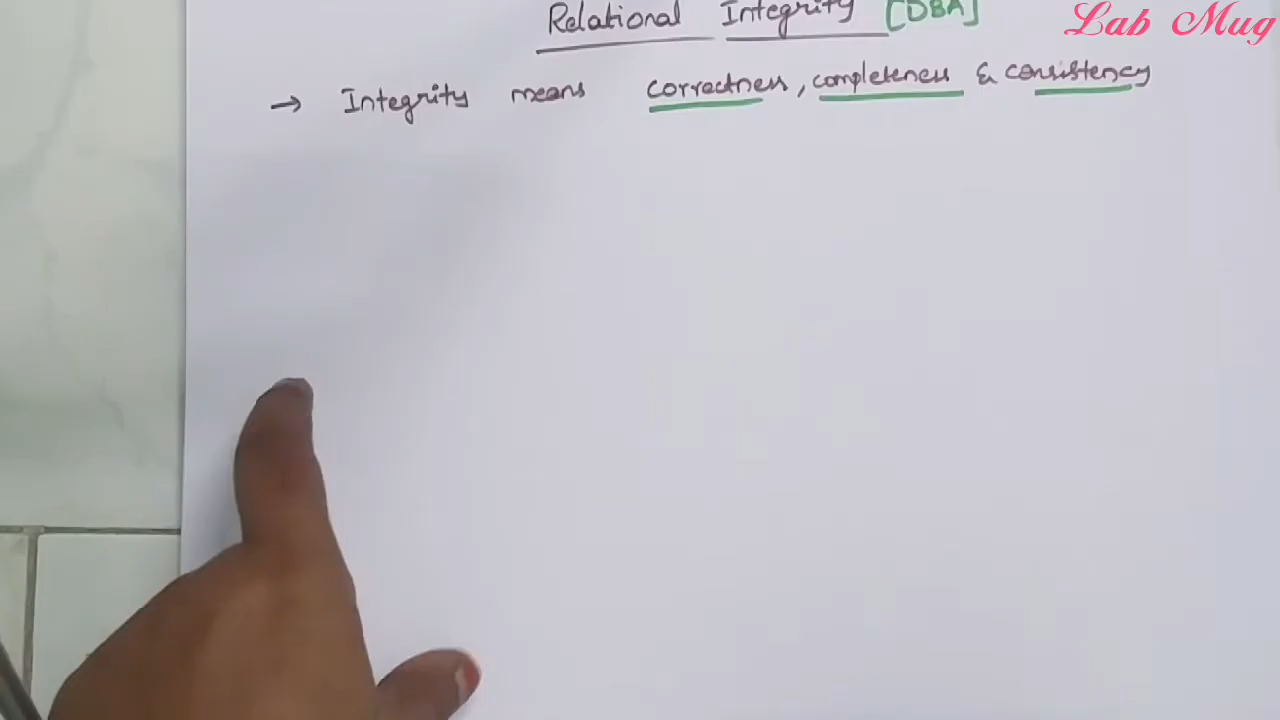 Relational Integrity [DBA]
Lab Mug
→ Integrity means correctness, completeness & consistency